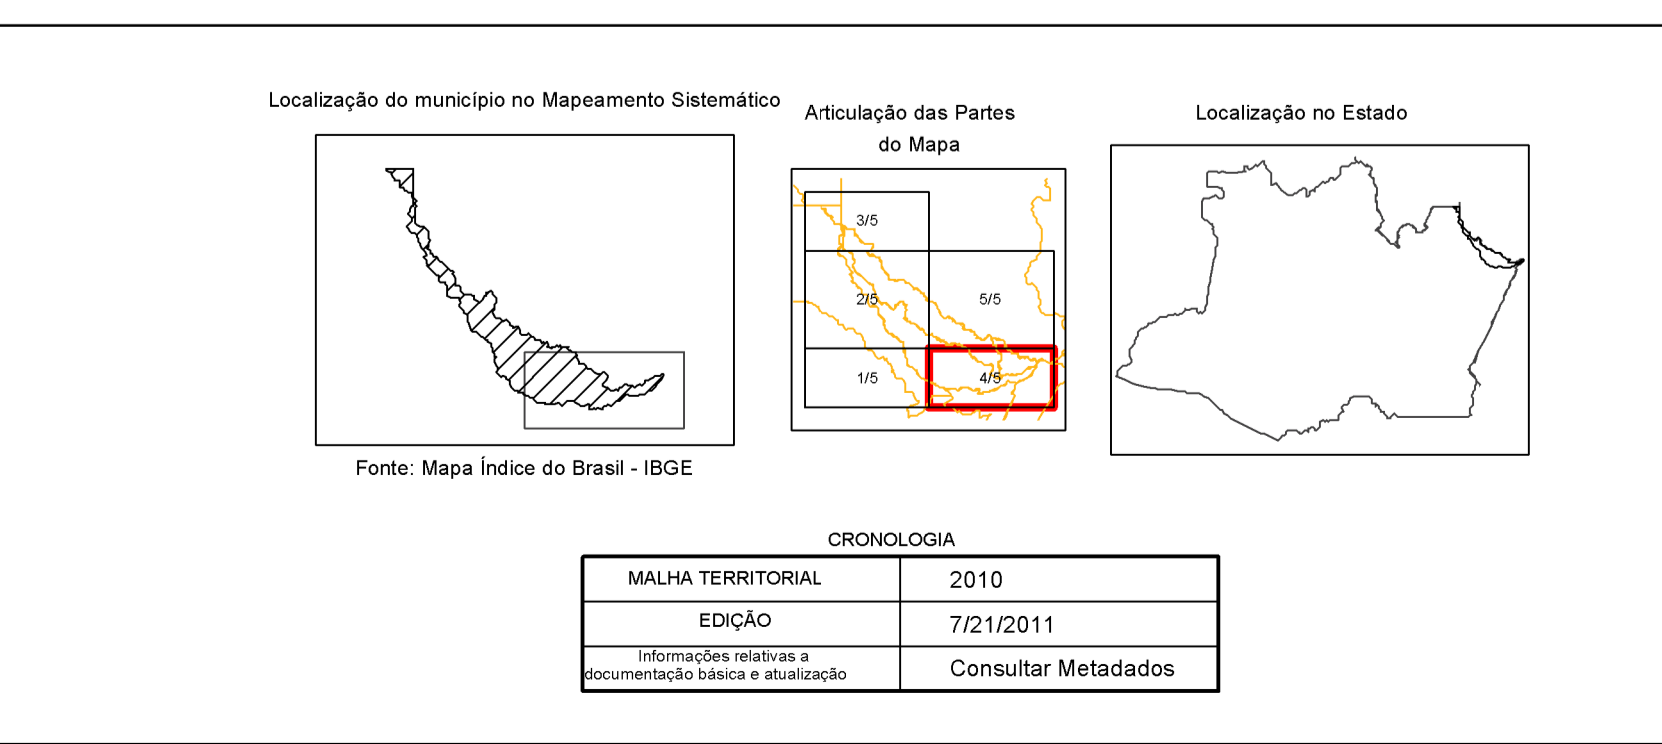 Localização do município no Mapeamento Sistemático
Articulação das Partes
do Mapa
Localização no Estado
3/5
2/5
5/5
1/5
4/5
Fonte: Mapa Índice do Brasil - IBGE
CRONOLOGIA
MALHA TERRITORIAL 2010
EDIÇÃO 7/21/2011
Informações relativas a
documentação básica e atualização Consultar Metadados